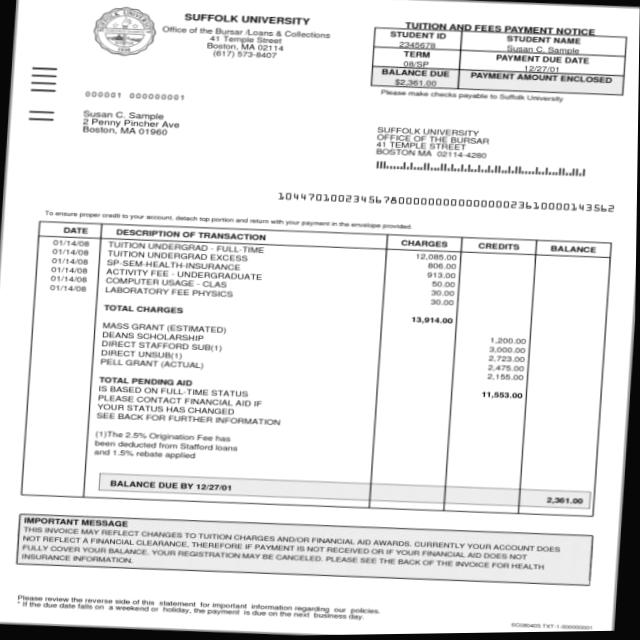 SUFFOLK UNIVERSITY
Office of the Bursar /Loans & Collections
41 Temple Street
Boston, MA 02114
(617) 573-8407
TUITION AND FEES PAYMENT NOTICE
STUDENT ID STUDENT NAME
2345678 Susan C. Sample
TERM PAYMENT DUE DATE
08/SP 12/27/01
BALANCE DUE PAYMENT AMOUNT ENCLOSED
$2,361.00
Please make checks payable to Suffolk University
000001 000000001
Susan C. Sample
2 Penny Pincher Ave
Boston, MA 01960
SUFFOLK UNIVERSITY
OFFICE OF THE BURSAR
41 TEMPLE STREET
BOSTON MA 02114-4280
To ensure proper credit to your account, detach top portion and return with your payment in the envelope provided.
DATE DESCRIPTION OF TRANSACTION CHARGES CREDITS BALANCE
01/14/08 TUITION UNDERGRAD - FULL-TIME 12,085.00
01/14/08 TUITION UNDERGRAD EXCESS 806.00
01/14/08 SP-SEM-HEALTH-INSURANCE 913.00
01/14/08 ACTIVITY FEE - UNDERGRADUATE 50.00
01/14/08 COMPUTER USAGE - CLAS 30.00
01/14/08 LABORATORY FEE PHYSICS 30.00
TOTAL CHARGES 13,914.00
MASS GRANT (ESTIMATED) 1,200.00
DEANS SCHOLARSHIP 3,000.00
DIRECT STAFFORD SUB(1) 2,723.00
DIRECT UNSUB(1) 2,475.00
PELL GRANT (ACTUAL) 2,155.00
TOTAL PENDING AID 11,553.00
IS BASED ON FULL-TIME STATUS
PLEASE CONTACT FINANCIAL AID IF
YOUR STATUS HAS CHANGED
SEE BACK FOR FURTHER INFORMATION
(1)The 2.5% Origination Fee has
been deducted from Stafford loans
and 1.5% rebate applied
BALANCE DUE BY 12/27/01 2,361.00
IMPORTANT MESSAGE
THIS INVOICE MAY REFLECT CHANGES TO TUITION CHARGES AND/OR FINANCIAL AID AWARDS. CURRENTLY YOUR ACCOUNT DOES
NOT REFLECT A FINANCIAL CLEARANCE. THEREFORE IF PAYMENT IS NOT RECEIVED OR IF YOUR FINANCIAL AID DOES NOT
FULLY COVER YOUR BALANCE. YOUR REGISTRATION MAY BE CANCELED. PLEASE SEE THE BACK OF THE INVOICE FOR HEALTH
INSURANCE INFORMATION.
Please review the reverse side of this statement for important information regarding our policies.
* If the due date falls on a weekend or holiday, the payment is due on the next business day.